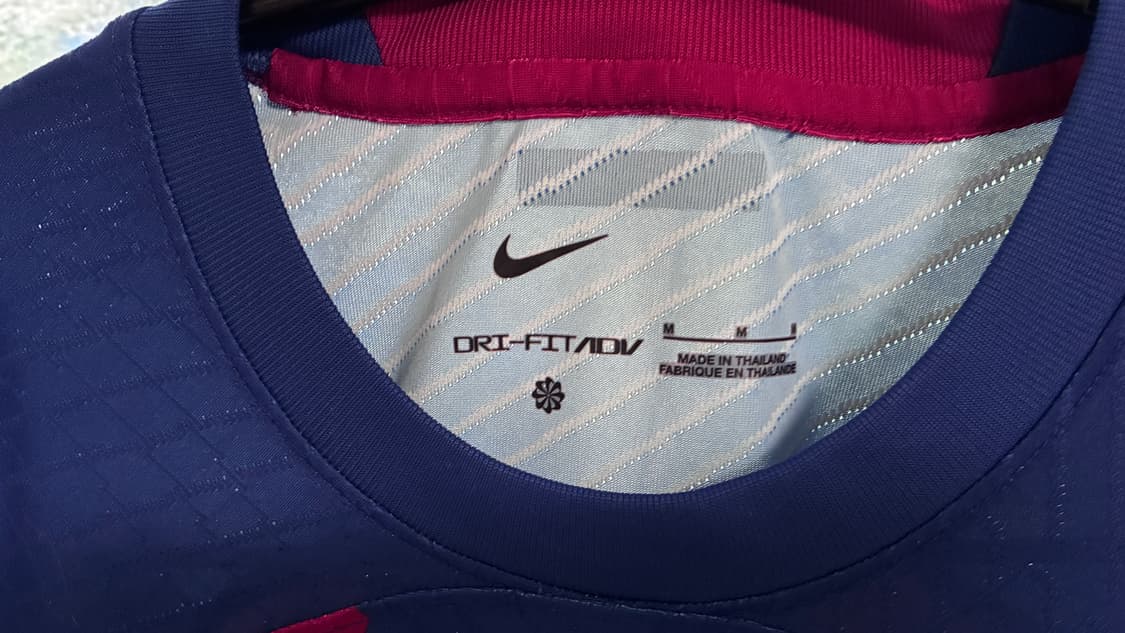 DRI-FIT ADV
M M M
MADE IN THAILAND
FABRIQUE EN THAILANDE